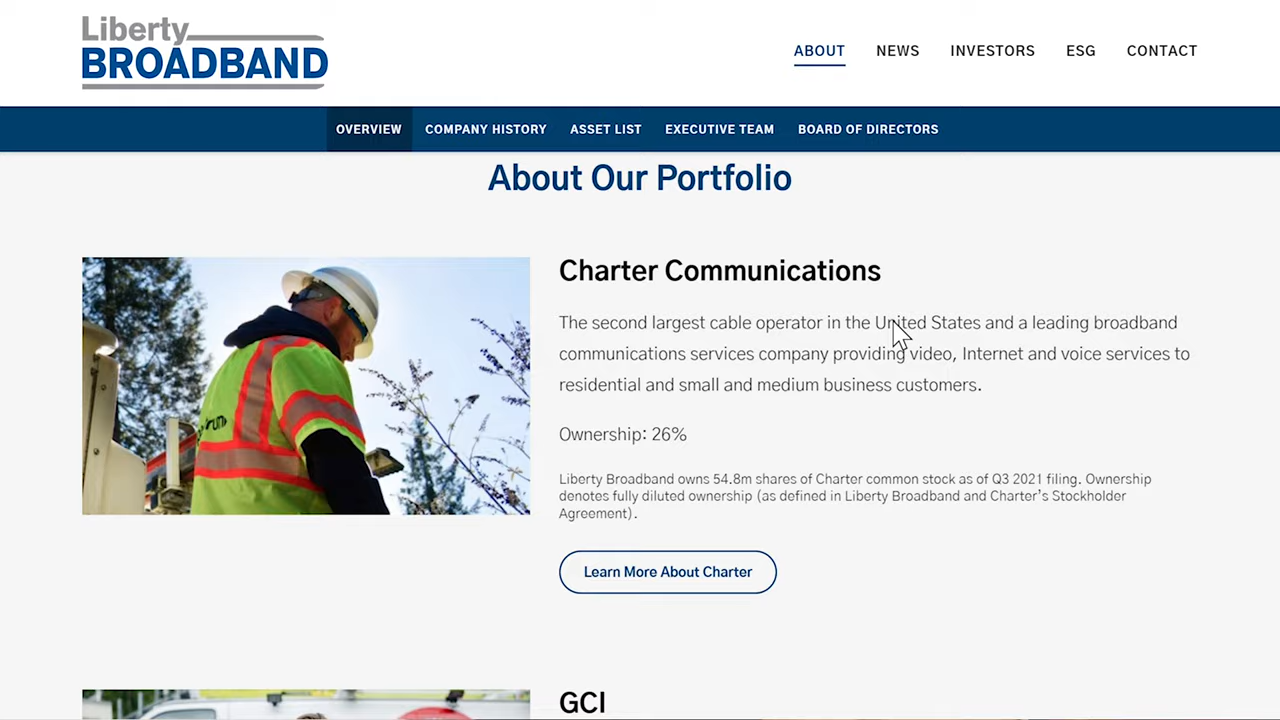 Liberty
BROADBAND
ABOUT NEWS INVESTORS ESG CONTACT
OVERVIEW COMPANY HISTORY ASSET LIST EXECUTIVE TEAM BOARD OF DIRECTORS
About Our Portfolio
Charter Communications
The second largest cable operator in the United States and a leading broadband
communications services company providing video, Internet and voice services to
residential and small and medium business customers.
Ownership: 26%
Liberty Broadband owns 54.8m shares of Charter common stock as of Q3 2021 filing. Ownership
denotes fully diluted ownership (as defined in Liberty Broadband and Charter's Stockholder
Agreement).
Learn More About Charter
GCI